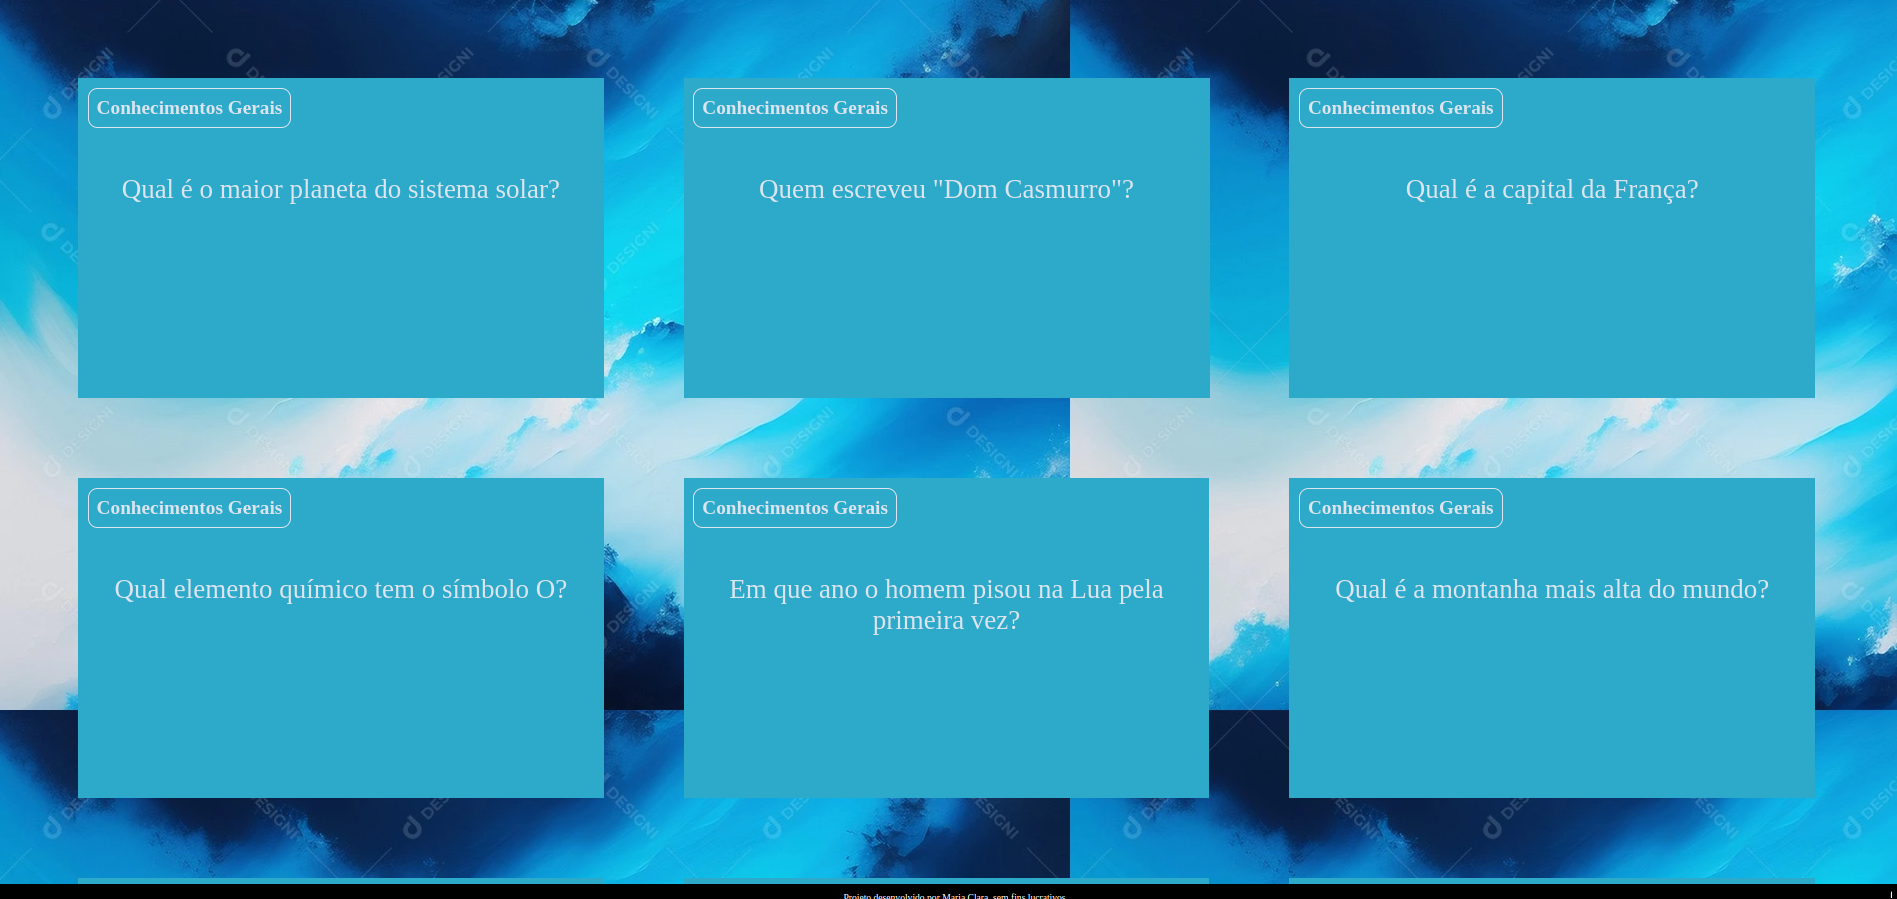 Conhecimentos Gerais
Qual é o maior planeta do sistema solar?
Conhecimentos Gerais
Quem escreveu "Dom Casmurro"?
Conhecimentos Gerais
Qual é a capital da França?
Conhecimentos Gerais
Qual elemento químico tem o símbolo O?
Conhecimentos Gerais
Em que ano o homem pisou na Lua pela
primeira vez?
Conhecimentos Gerais
Qual é a montanha mais alta do mundo?
Projeto desenvolvido por Maria Clara, sem fins lucrativos
DESIGNI